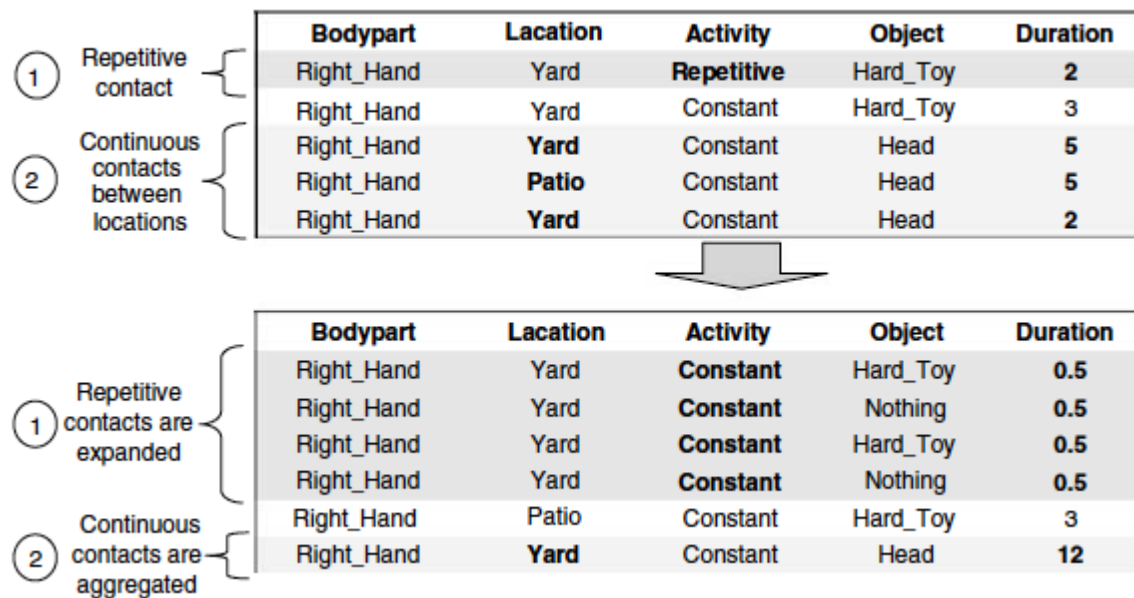 Bodypart Lacation Activity Object Duration
1 Repetitive contact Right_Hand Yard Repetitive Hard_Toy 2
Right_Hand Yard Constant Hard_Toy 3
2 Continuous contacts between locations Right_Hand Yard Constant Head 5
Right_Hand Patio Constant Head 5
Right_Hand Yard Constant Head 2
Bodypart Lacation Activity Object Duration
1 Repetitive contacts are expanded Right_Hand Yard Constant Hard_Toy 0.5
Right_Hand Yard Constant Nothing 0.5
Right_Hand Yard Constant Hard_Toy 0.5
Right_Hand Yard Constant Nothing 0.5
Right_Hand Patio Constant Hard_Toy 3
2 Continuous contacts are aggregated Right_Hand Yard Constant Head 12